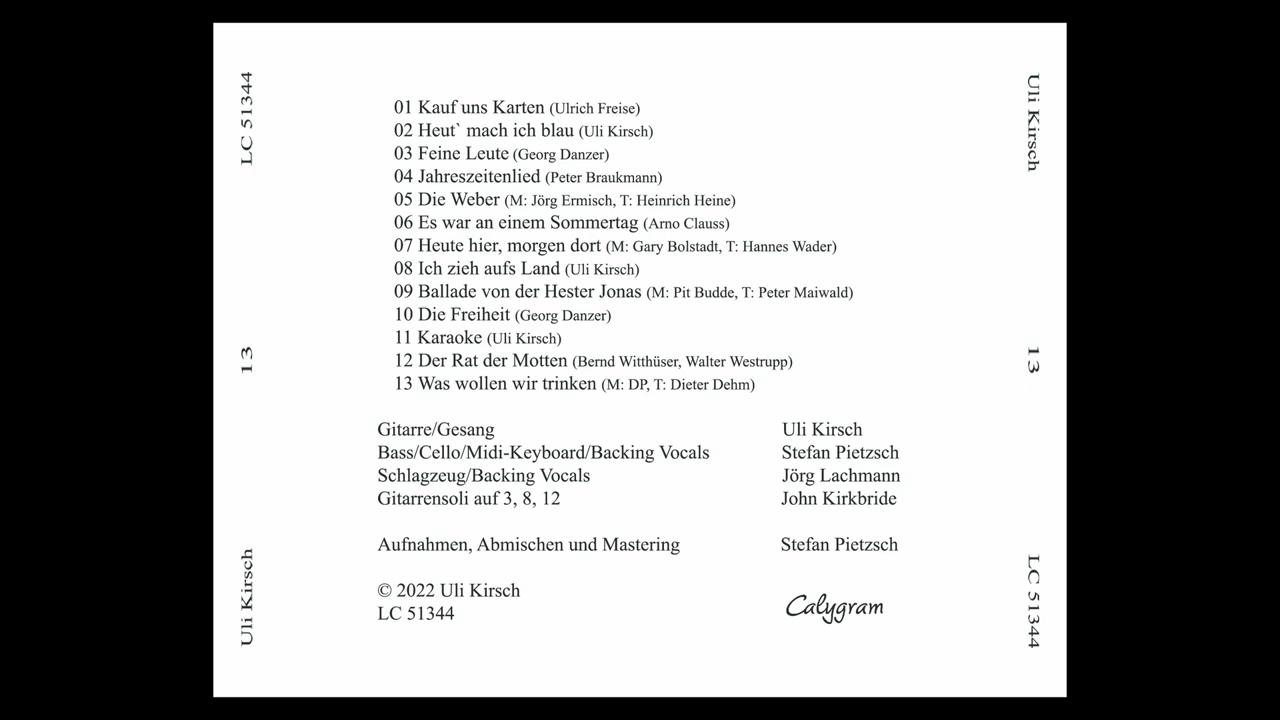 LC 51344
13
Uli Kirsch
01 Kauf uns Karten (Ulrich Freise)
02 Heut` mach ich blau (Uli Kirsch)
03 Feine Leute (Georg Danzer)
04 Jahreszeitenlied (Peter Braukmann)
05 Die Weber (M: Jörg Ermisch, T: Heinrich Heine)
06 Es war an einem Sommertag (Arno Clauss)
07 Heute hier, morgen dort (M: Gary Bolstadt, T: Hannes Wader)
08 Ich zieh aufs Land (Uli Kirsch)
09 Ballade von der Hester Jonas (M: Pit Budde, T: Peter Maiwald)
10 Die Freiheit (Georg Danzer)
11 Karaoke (Uli Kirsch)
12 Der Rat der Motten (Bernd Witthüser, Walter Westrupp)
13 Was wollen wir trinken (M: DP, T: Dieter Dehm)
Gitarre/Gesang Uli Kirsch
Bass/Cello/Midi-Keyboard/Backing Vocals Stefan Pietzsch
Schlagzeug/Backing Vocals Jörg Lachmann
Gitarrensoli auf 3, 8, 12 John Kirkbride
Aufnahmen, Abmischen und Mastering Stefan Pietzsch
© 2022 Uli Kirsch
LC 51344
Calygram
Uli Kirsch
13
LC 51344